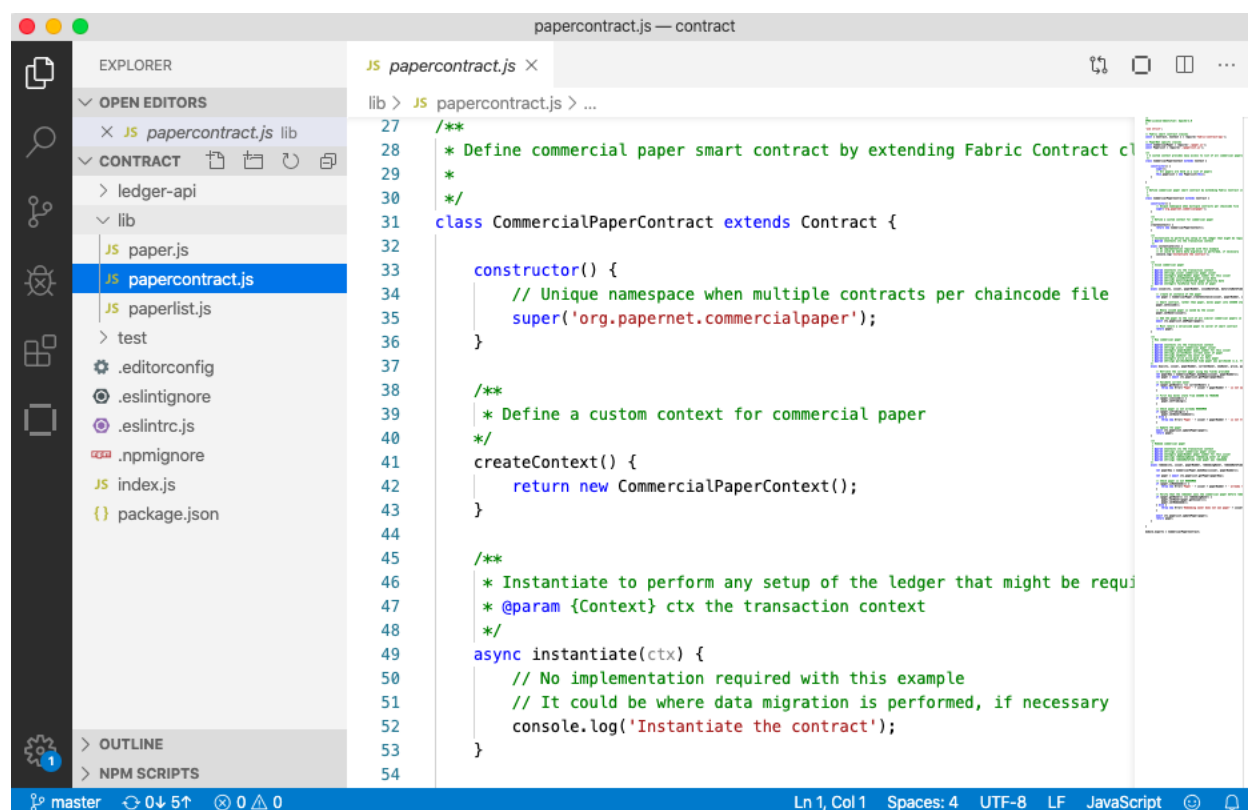 papercontract.js — contract
EXPLORER
OPEN EDITORS
JS papercontract.js lib
CONTRACT
ledger-api
lib
JS paper.js
JS papercontract.js
JS paperlist.js
test
.editorconfig
.eslintignore
.eslintrc.js
.npmignore
JS index.js
{} package.json
OUTLINE
NPM SCRIPTS
1
JS papercontract.js
lib > JS papercontract.js > ...
27 /**
28 * Define commercial paper smart contract by extending Fabric Contract cl
29 *
30 */
31 class CommercialPaperContract extends Contract {
32
33 constructor() {
34 // Unique namespace when multiple contracts per chaincode file
35 super('org.papernet.commercialpaper');
36 }
37
38 /**
39 * Define a custom context for commercial paper
40 */
41 createContext() {
42 return new CommercialPaperContext();
43 }
44
45 /**
46 * Instantiate to perform any setup of the ledger that might be requi
47 * @param {Context} ctx the transaction context
48 */
49 async instantiate(ctx) {
50 // No implementation required with this example
51 // It could be where data migration is performed, if necessary
52 console.log('Instantiate the contract');
53 }
54
master 0↓ 5↑ 0 0 Ln 1, Col 1 Spaces: 4 UTF-8 LF JavaScript